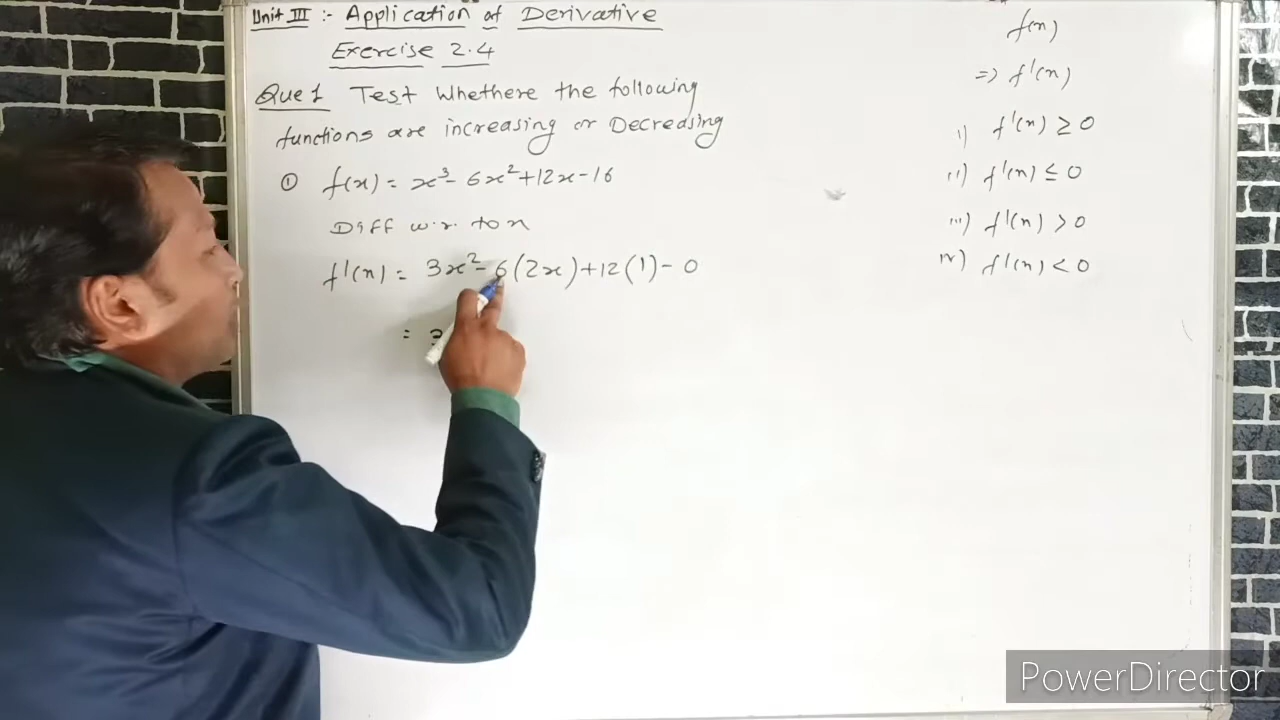 Unit III :- Application of Derivative
Exercise 2.4
Que 1 Test Whethere the following
functions are increasing or Decreasing
① f(x) = x³ - 6x² + 12x - 16
Diff w.r. to x
f'(x) = 3x² - 6(2x) + 12(1) - 0
= 3
f(x)
=> f'(x)
i) f'(x) ≥ 0
ii) f'(x) ≤ 0
iii) f'(x) > 0
iv) f'(x) < 0
PowerDirector